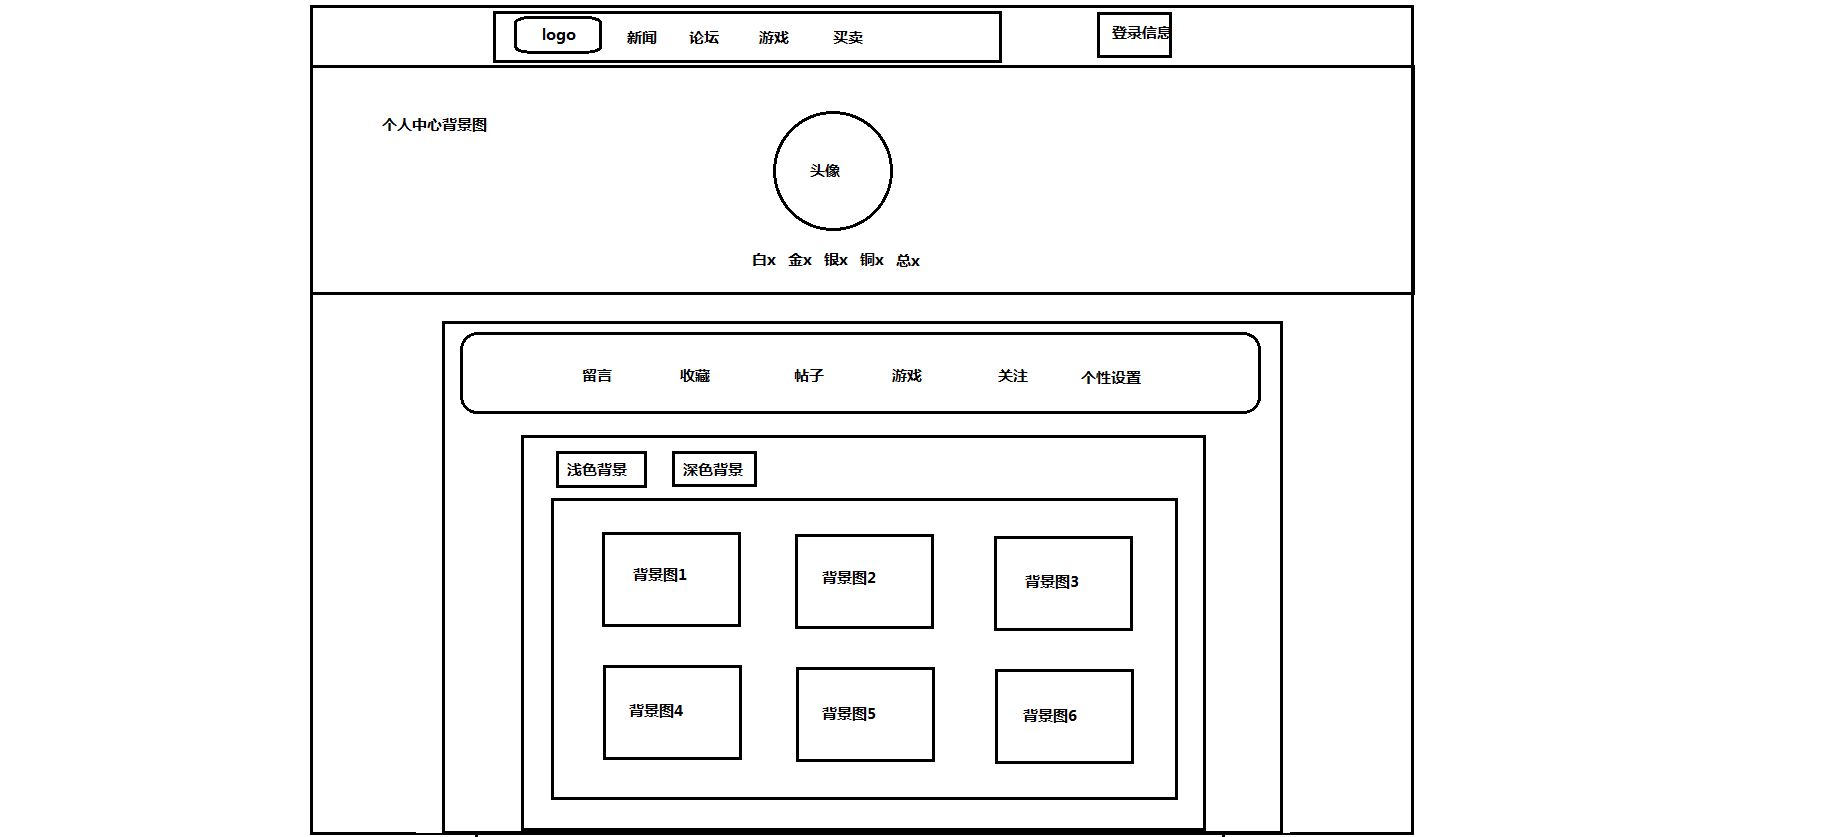 logo 新闻 论坛 游戏 买卖 登录信息
个人中心背景图
头像
白x 金x 银x 铜x 总x
留言 收藏 帖子 游戏 关注 个性设置
浅色背景 深色背景
背景图1 背景图2 背景图3
背景图4 背景图5 背景图6